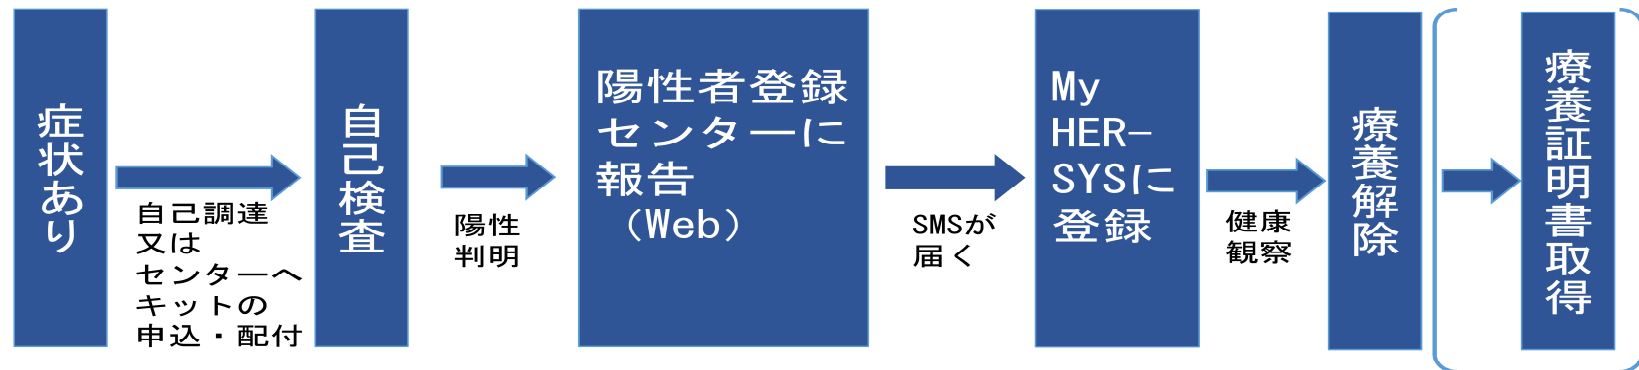 症状あり
自己調達
又は
センターへ
キットの
申込・配付
自己検査
陽性
判明
陽性者登録
センターに
報告
（Web）
SMSが
届く
My
HER-
SYSに
登録
健康
観察
療養解除
療養証明書取得